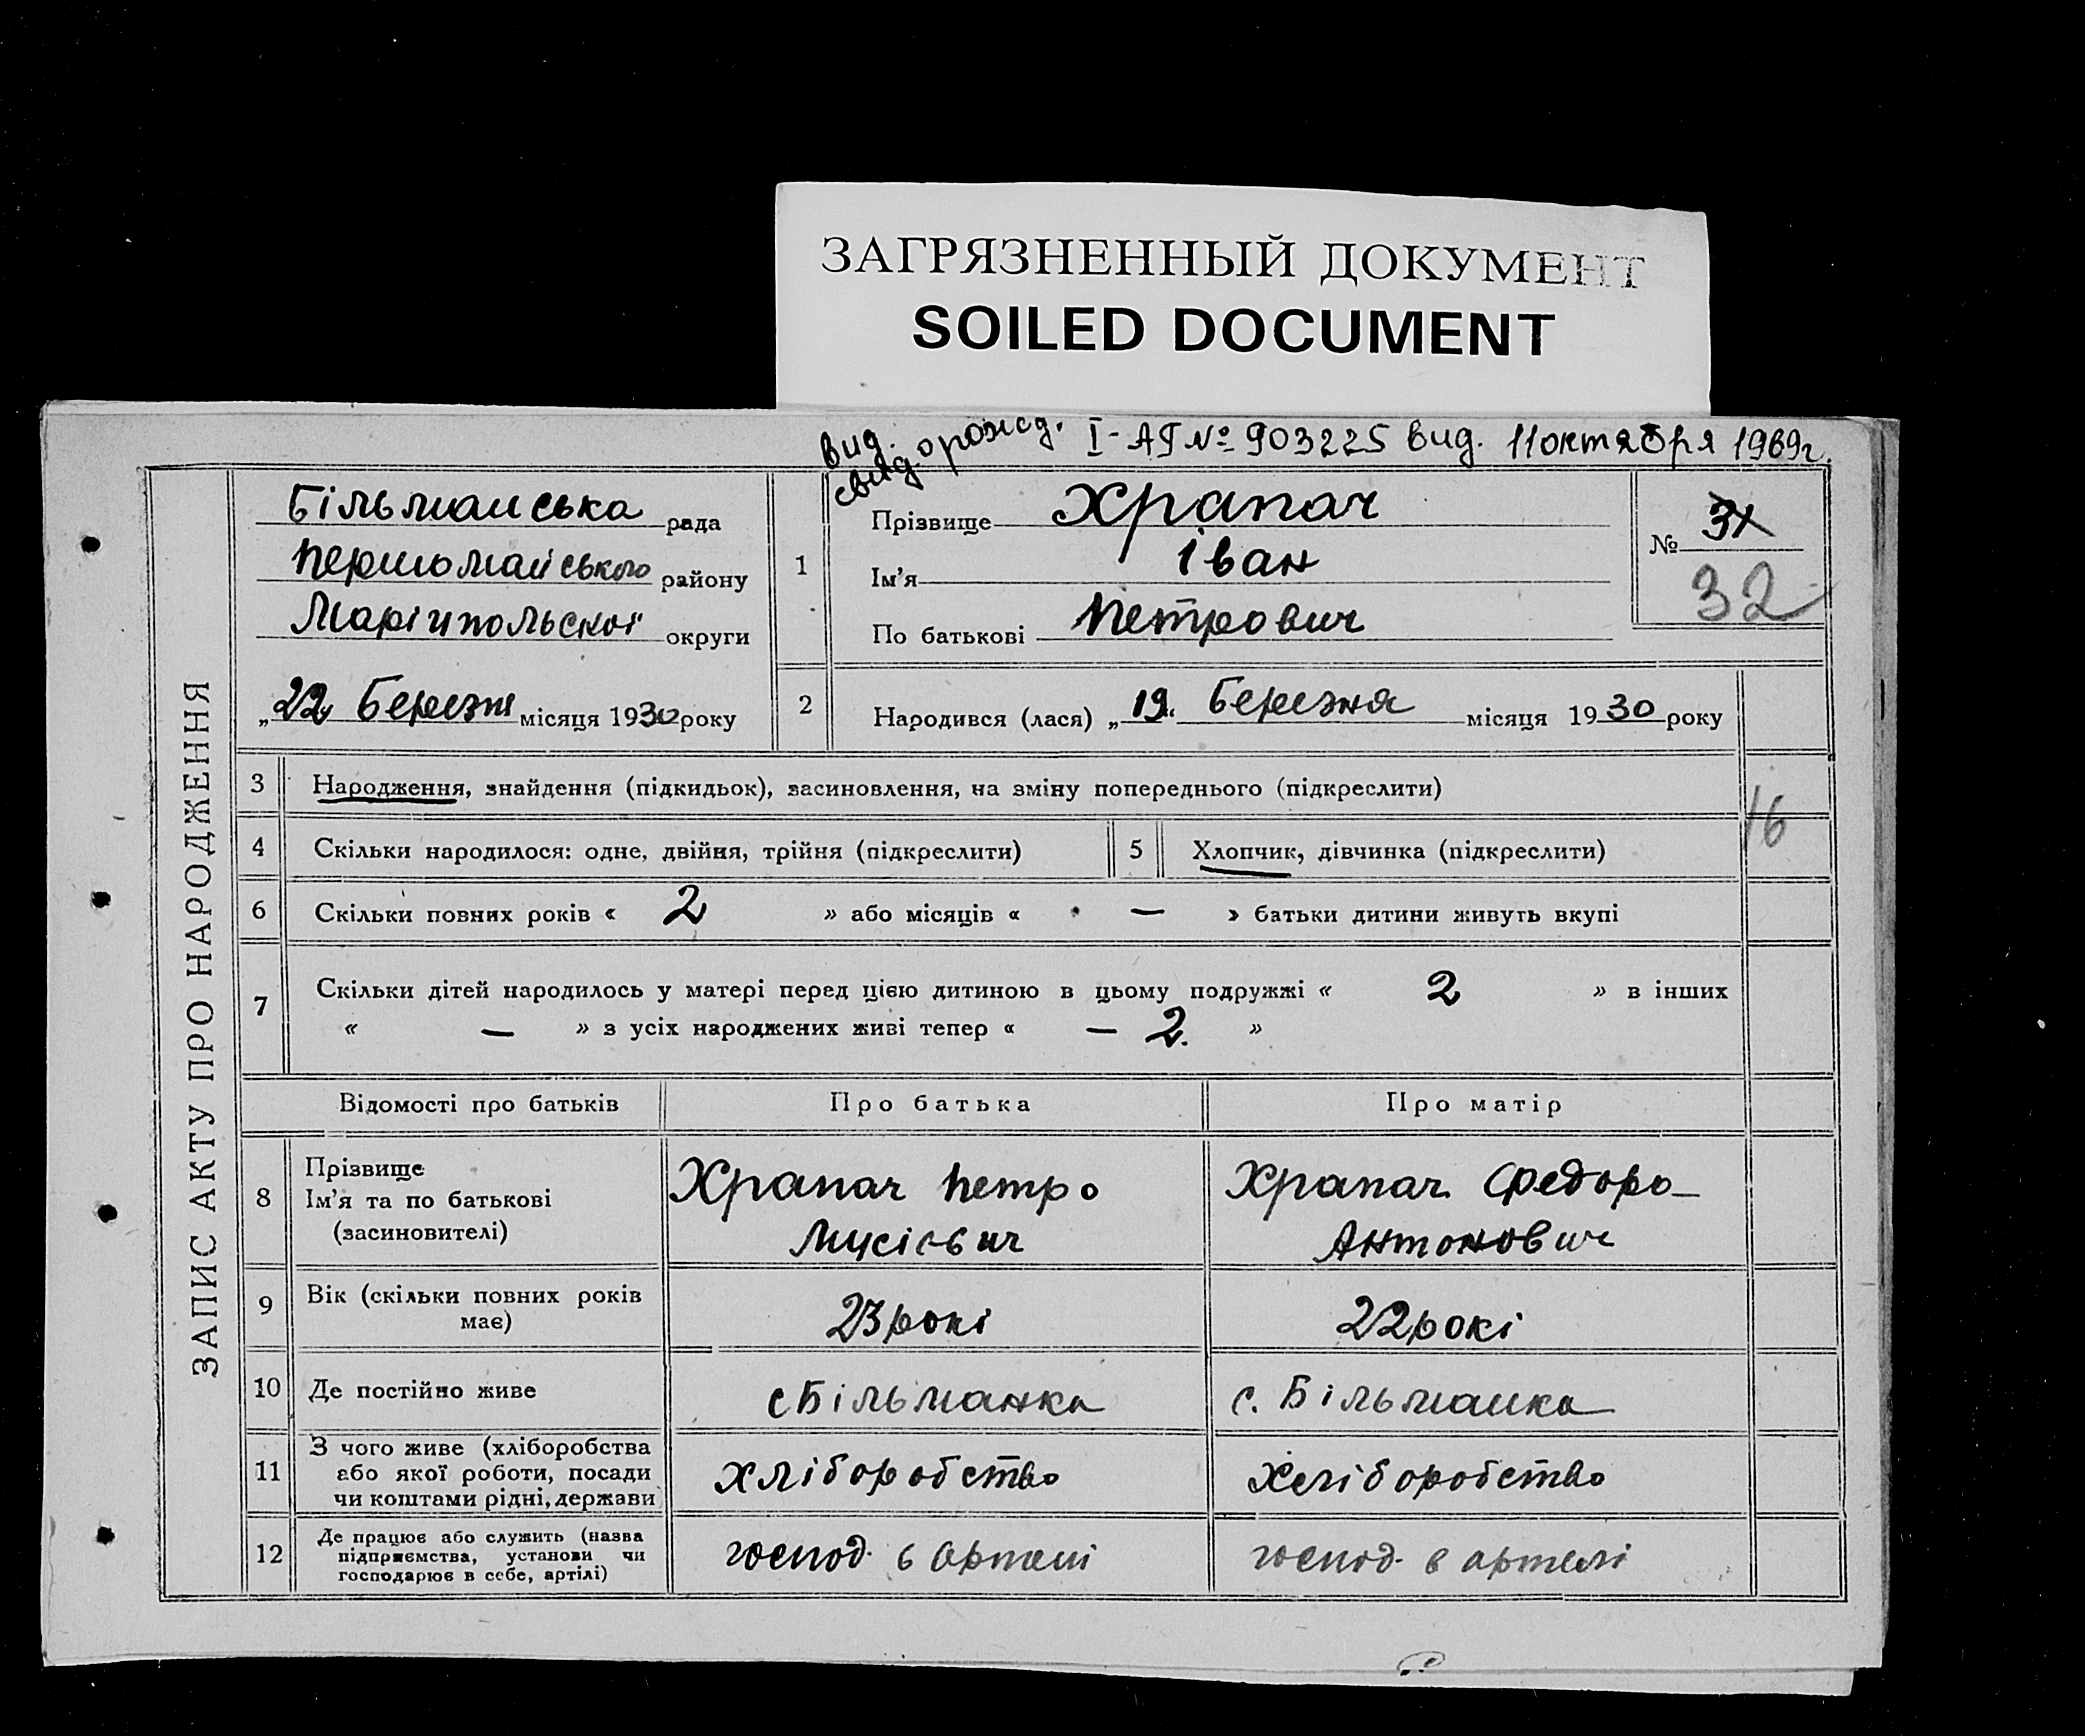 ЗАГРЯЗНЕННЫЙ ДОКУМЕНТ
SOILED DOCUMENT
вид. свид. о рожд. І-АГ № 903225 вид. 11 октября 1969 г.
ЗАПИС АКТУ ПРО НАРОДЖЕННЯ
Більманська рада
Першомайського району
Маріупольскої округи
„22 Березня місяця 1930 року
1
Прізвище Храпач
Ім'я Іван
По батькові Петрович
№ 31
32
2
Народився (лася) „19" Березня місяця 1930 року
3 Народження, знайдення (підкидьок), засиновлення, на зміну попереднього (підкреслити)
16
4 Скільки народилося: одне, двійня, трійня (підкреслити)
5 Хлопчик, дівчинка (підкреслити)
6 Скільки повних років « 2 » або місяців « — » батьки дитини живуть вкупі
7 Скільки дітей народилось у матері перед цією дитиною в цьому подружжі « 2 » в інших
« — » з усіх народжених живі тепер « — 2. »
Відомості про батьків Про батька Про матір
8
Прізвище
Ім'я та по батькові
(засиновителі)
Храпач Петро
Мусієвич
Храпач Федоро-
Антонович
9
Вік (скільки повних років
має)
23 рокі
22 рокі
10 Де постійно живе
с Більманка
с. Більманка
11
З чого живе (хліборобства
або якої роботи, посади
чи коштами рідні, держави
хліборобство
хліборобство
12
Де працює або служить (назва
підприємства, установи чи
господарює в себе, артілі)
господ. в артелі
господ. в артелі